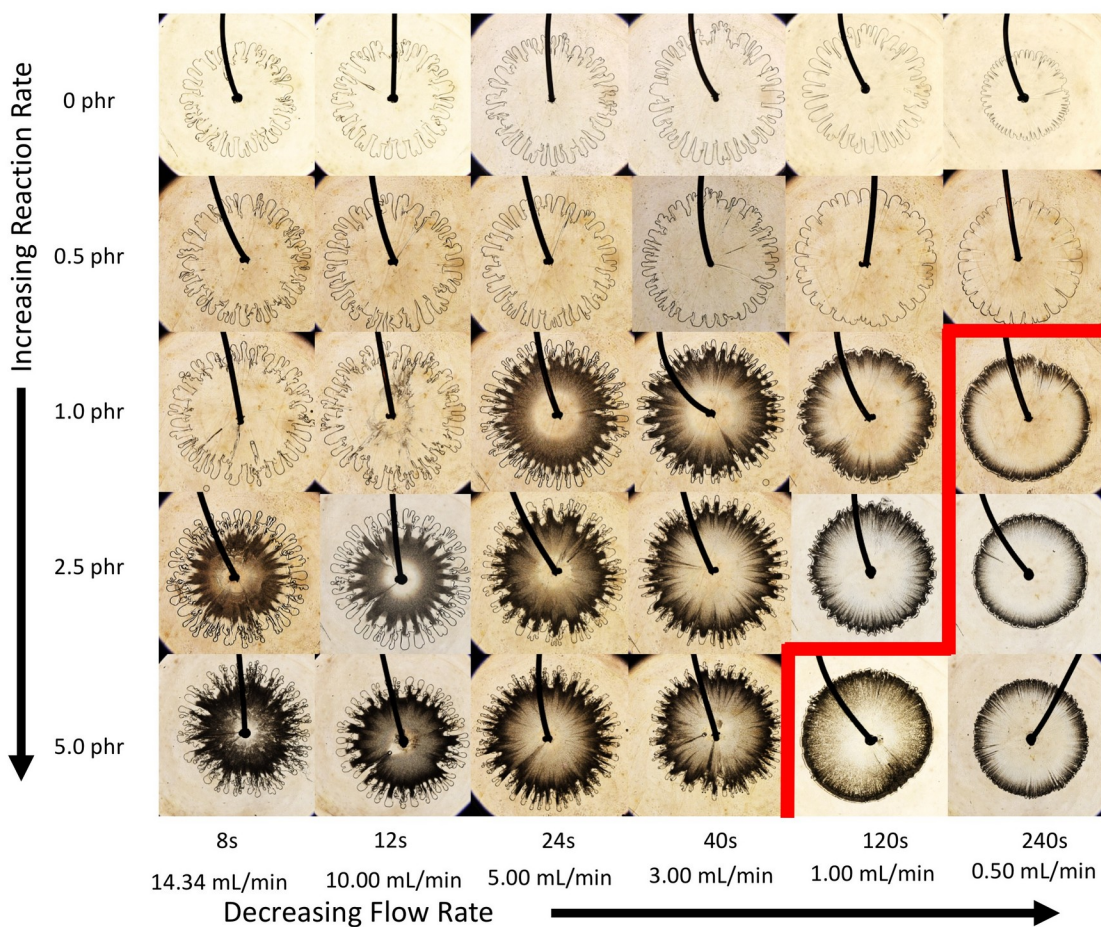 Increasing Reaction Rate
0 phr
0.5 phr
1.0 phr
2.5 phr
5.0 phr
8s 12s 24s 40s 120s 240s
14.34 mL/min 10.00 mL/min 5.00 mL/min 3.00 mL/min 1.00 mL/min 0.50 mL/min
Decreasing Flow Rate